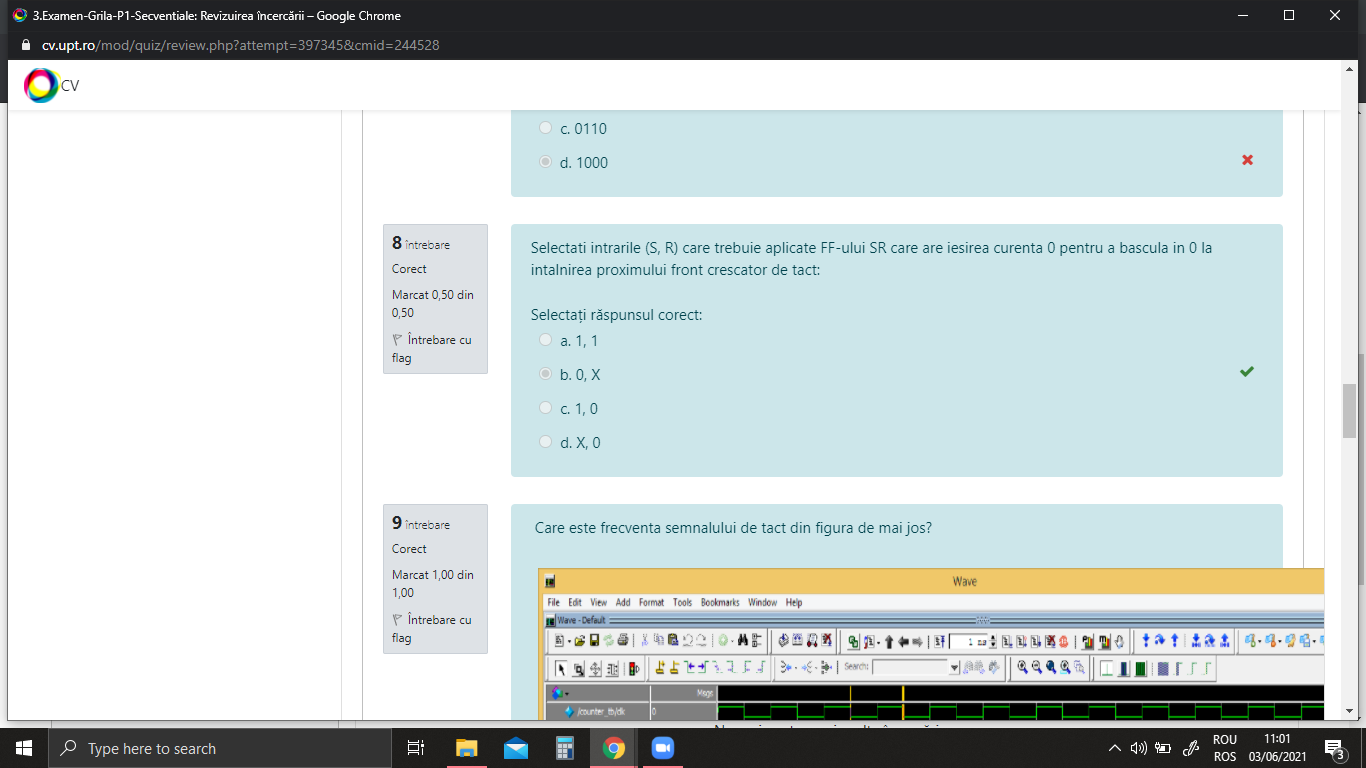 3.Examen-Grila-P1-Secventiale: Revizuirea încercării – Google Chrome
cv.upt.ro/mod/quiz/review.php?attempt=397345&cmid=244528
CV
c. 0110
d. 1000
8 întrebare
Corect
Marcat 0,50 din
0,50
Întrebare cu
flag
Selectati intrarile (S, R) care trebuie aplicate FF-ului SR care are iesirea curenta 0 pentru a bascula in 0 la
intalnirea proximului front crescator de tact:
Selectați răspunsul corect:
a. 1, 1
b. 0, X
c. 1, 0
d. X, 0
9 întrebare
Corect
Marcat 1,00 din
1,00
Întrebare cu
flag
Care este frecventa semnalului de tact din figura de mai jos?
Wave
File Edit View Add Format Tools Bookmarks Window Help
Wave - Default
1 ns
Search:
Msgs
/counter_tb/clk
0
Type here to search
ROU
ROS
11:01
03/06/2021
3